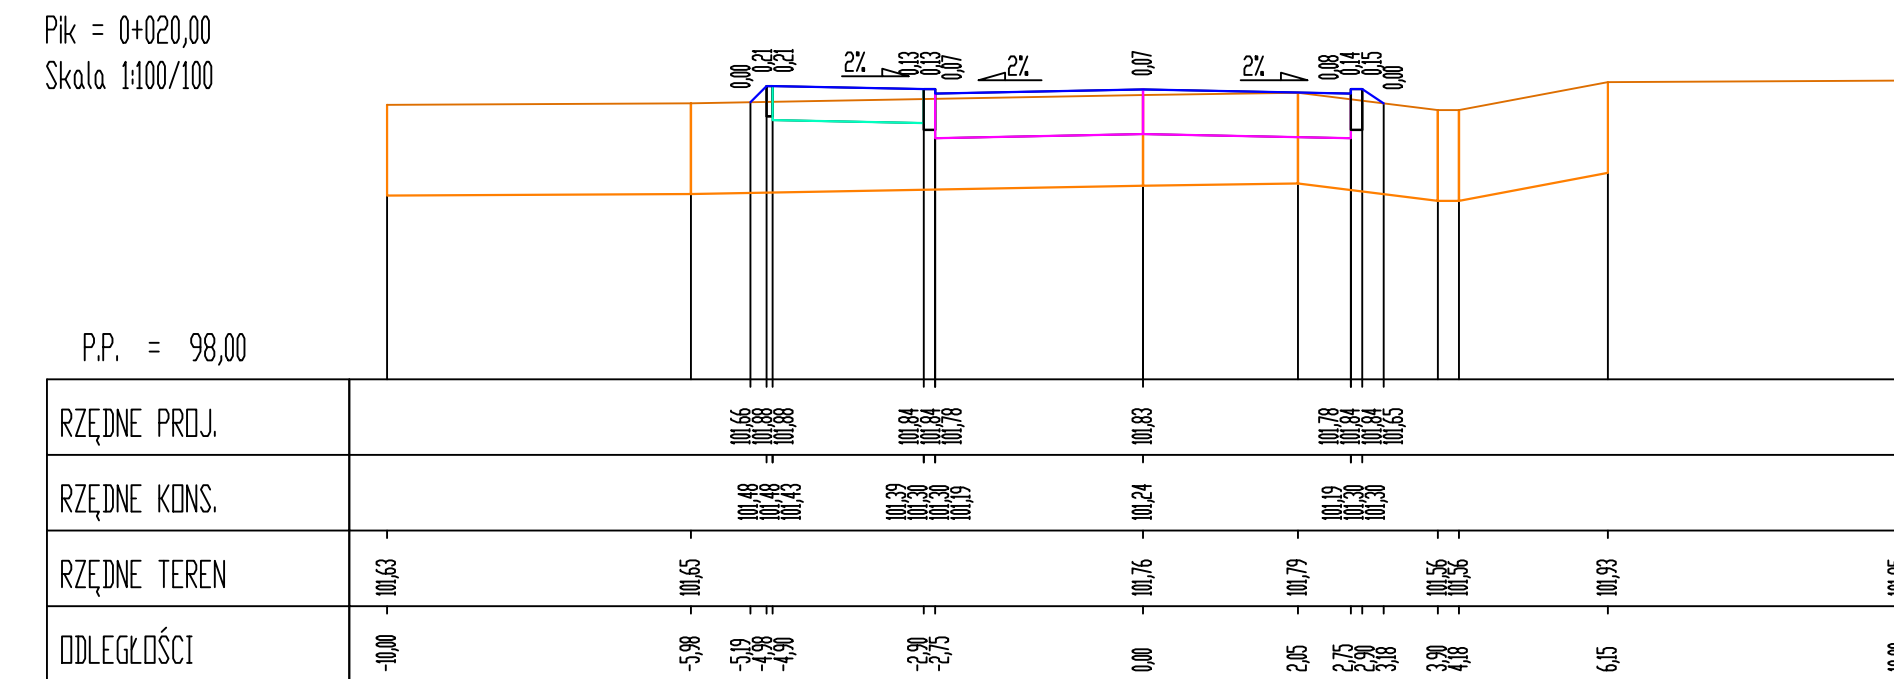 Pik = 0+020,00
Skala 1:100/100
0,00 0,21 0,21 2% 0,13 0,13 0,07 2% 0,07 2% 0,08 0,14 0,15 0,00
P.P. = 98,00
RZĘDNE PROJ. 101,66 101,88 101,88 101,84 101,84 101,78 101,83 101,78 101,84 101,84 101,65
RZĘDNE KONS. 101,48 101,48 101,48 101,43 101,39 101,30 101,30 101,19 101,24 101,19 101,30 101,30 101,30
RZĘDNE TEREN 101,63 101,65 101,76 101,79 101,56 101,56 101,93
ODLEGŁOŚCI -10,00 -5,98 -5,19 -4,98 -4,90 -2,90 -2,75 0,00 2,05 2,75 2,90 3,18 3,90 4,18 6,15